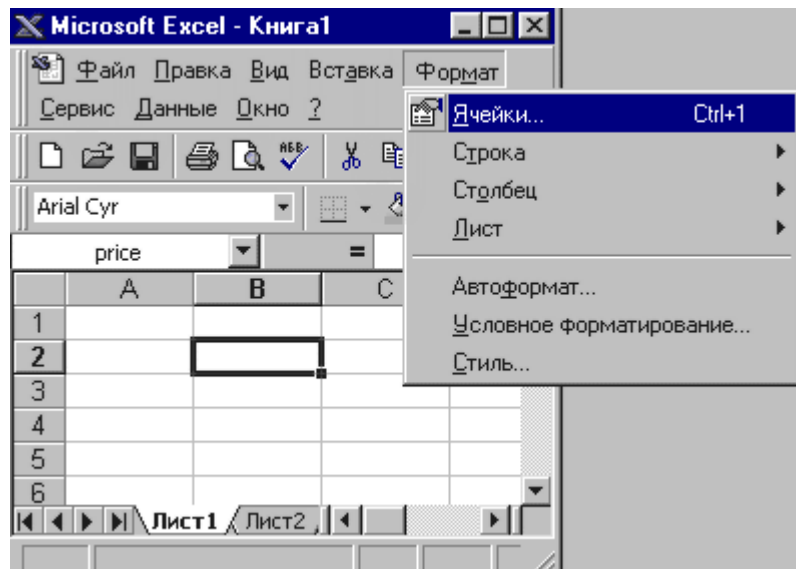 Microsoft Excel - Книга1
Файл Правка Вид Вставка Формат
Сервис Данные Окно ?
Ячейки... Ctrl+1
Строка
Столбец
Лист
Автоформат...
Условное форматирование...
Стиль...
АБВ
Arial Cyr
price =
A B C
1
2
3
4
5
6
Лист1 Лист2